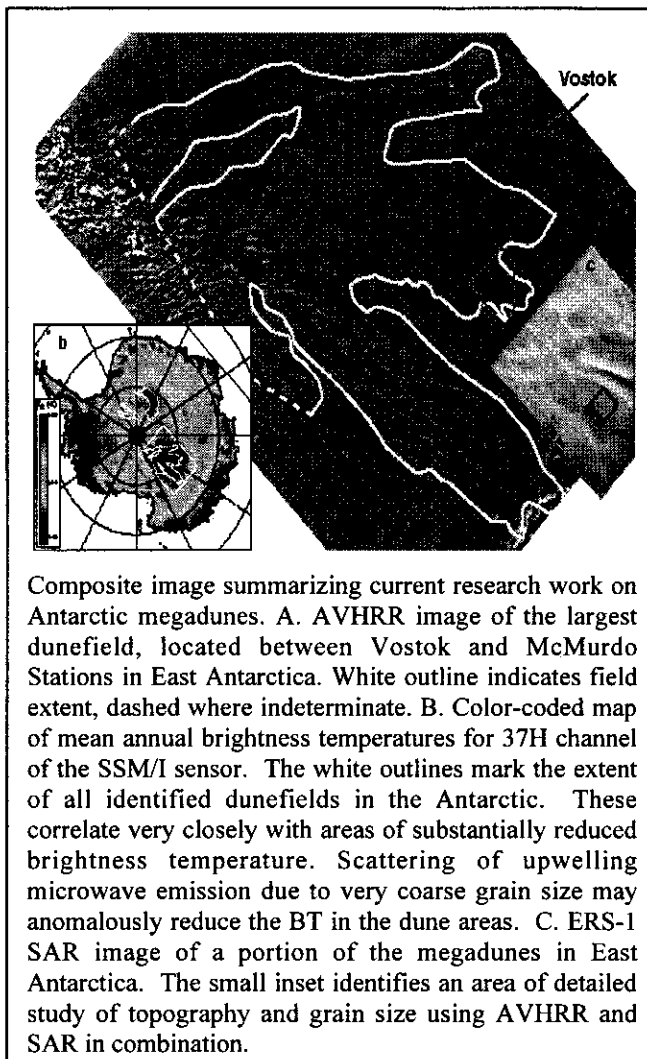 Vostok
c
b
Composite image summarizing current research work on
Antarctic megadunes. A. AVHRR image of the largest
dunefield, located between Vostok and McMurdo
Stations in East Antarctica. White outline indicates field
extent, dashed where indeterminate. B. Color-coded map
of mean annual brightness temperatures for 37H channel
of the SSM/I sensor. The white outlines mark the extent
of all identified dunefields in the Antarctic. These
correlate very closely with areas of substantially reduced
brightness temperature. Scattering of upwelling
microwave emission due to very coarse grain size may
anomalously reduce the BT in the dune areas. C. ERS-1
SAR image of a portion of the megadunes in East
Antarctica. The small inset identifies an area of detailed
study of topography and grain size using AVHRR and
SAR in combination.